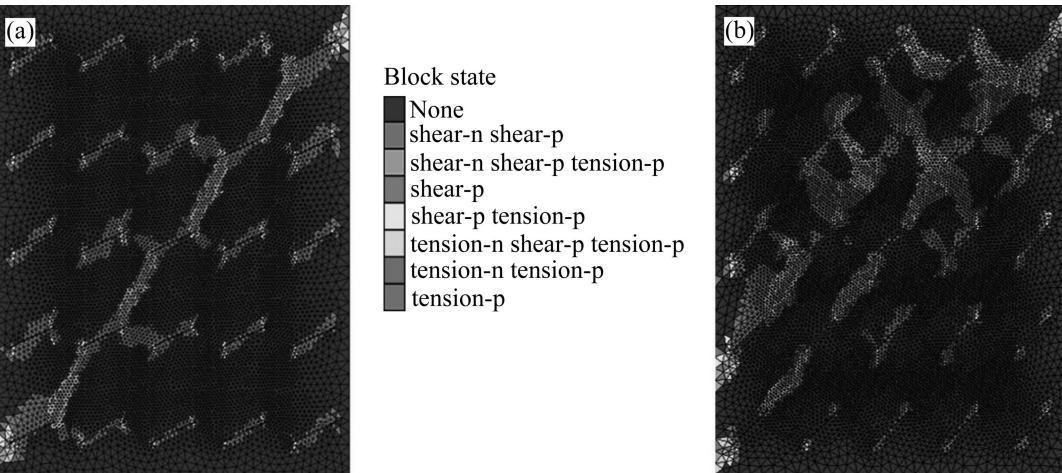 (a)
Block state
None
shear-n shear-p
shear-n shear-p tension-p
shear-p
shear-p tension-p
tension-n shear-p tension-p
tension-n tension-p
tension-p
(b)